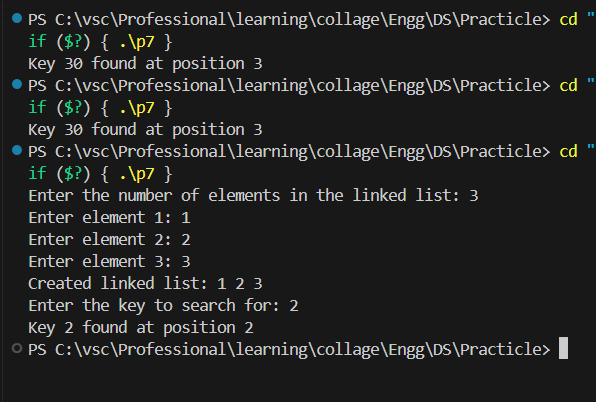 PS C:\vsc\Professional\learning\collage\Engg\DS\Practicle> cd "
if ($?) { .\p7 }
Key 30 found at position 3
PS C:\vsc\Professional\learning\collage\Engg\DS\Practicle> cd "
if ($?) { .\p7 }
Key 30 found at position 3
PS C:\vsc\Professional\learning\collage\Engg\DS\Practicle> cd "
if ($?) { .\p7 }
Enter the number of elements in the linked list: 3
Enter element 1: 1
Enter element 2: 2
Enter element 3: 3
Created linked list: 1 2 3
Enter the key to search for: 2
Key 2 found at position 2
PS C:\vsc\Professional\learning\collage\Engg\DS\Practicle>